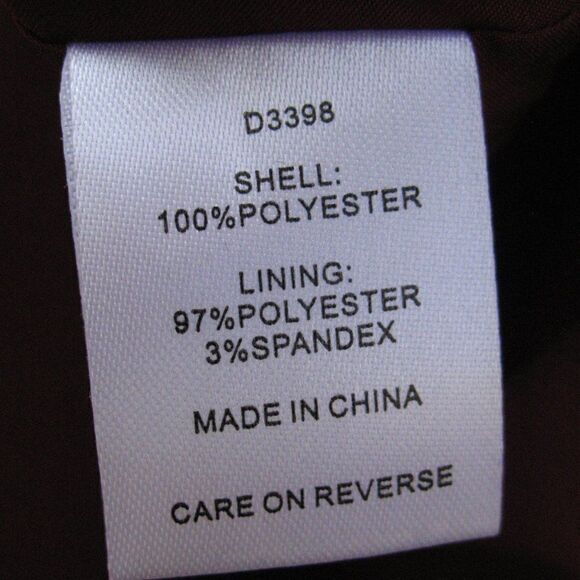 D3398
SHELL:
100%POLYESTER
LINING:
97%POLYESTER
3%SPANDEX
MADE IN CHINA
CARE ON REVERSE